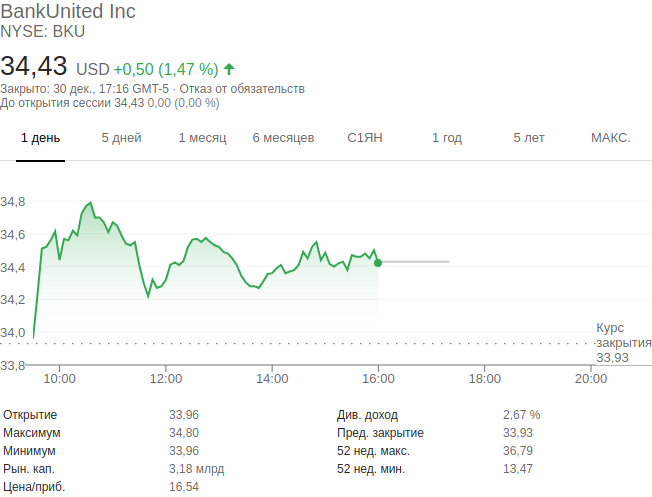 BankUnited Inc
NYSE: BKU
34,43 USD +0,50 (1,47 %)
Закрыто: 30 дек., 17:16 GMT-5 · Отказ от обязательств
До открытия сессии 34,43 0,00 (0,00 %)
1 день 5 дней 1 месяц 6 месяцев С1ЯН 1 год 5 лет МАКС.
34,8
34,6
34,4
34,2
34,0
Курс
закрытия
33,93
33,8
10:00 12:00 14:00 16:00 18:00 20:00
Открытие 33,96 Див. доход 2,67 %
Максимум 34,80 Пред. закрытие 33,93
Минимум 33,96 52 нед. макс. 36,79
Рын. кап. 3,18 млрд 52 нед. мин. 13,47
Цена/приб. 16,54